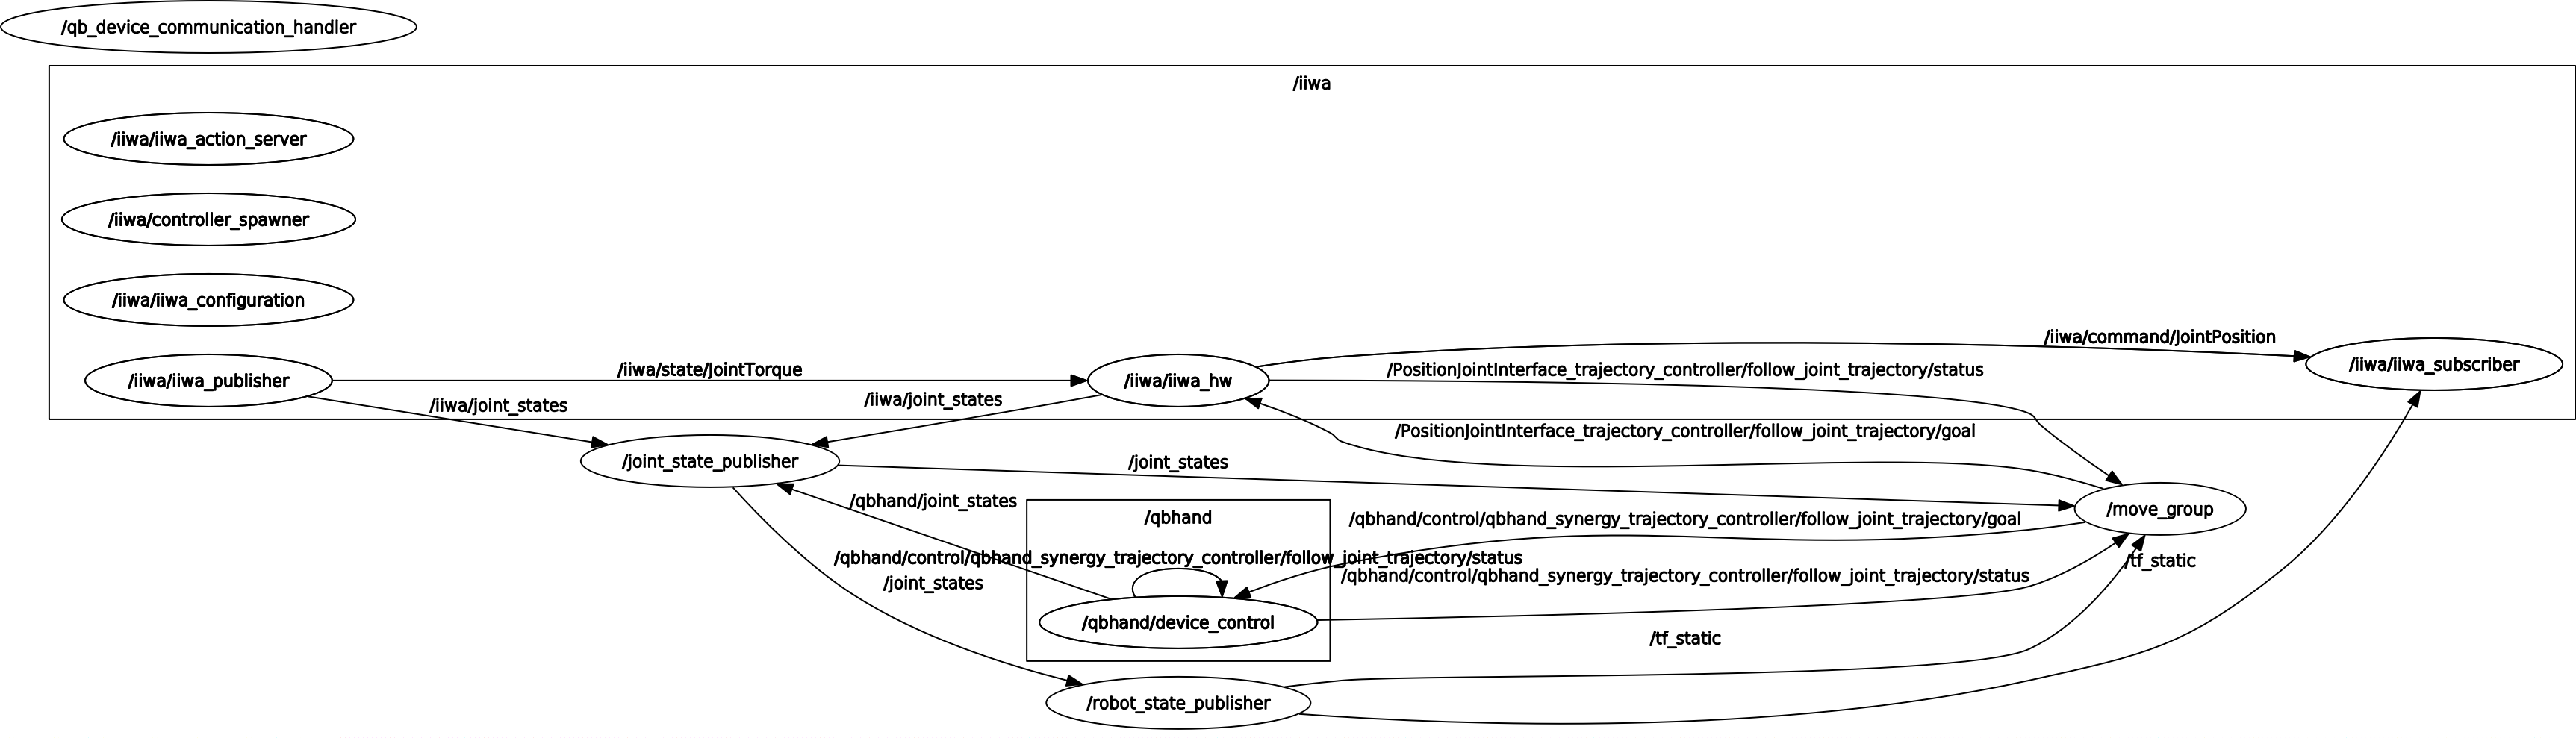 /qb_device_communication_handler
/iiwa
/iiwa/iiwa_action_server
/iiwa/controller_spawner
/iiwa/iiwa_configuration
/iiwa/command/JointPosition
/iiwa/iiwa_subscriber
/iiwa/state/JointTorque
/PositionJointInterface_trajectory_controller/follow_joint_trajectory/status
/iiwa/iiwa_publisher
/iiwa/iiwa_hw
/iiwa/joint_states
/iiwa/joint_states
/PositionJointInterface_trajectory_controller/follow_joint_trajectory/goal
/joint_state_publisher
/joint_states
/qbhand/joint_states
/move_group
/qbhand
/qbhand/control/qbhand_synergy_trajectory_controller/follow_joint_trajectory/goal
/qbhand/control/qbhand_synergy_trajectory_controller/follow_joint_trajectory/status
/tf_static
/joint_states
/qbhand/control/qbhand_synergy_trajectory_controller/follow_joint_trajectory/status
/qbhand/device_control
/tf_static
/robot_state_publisher